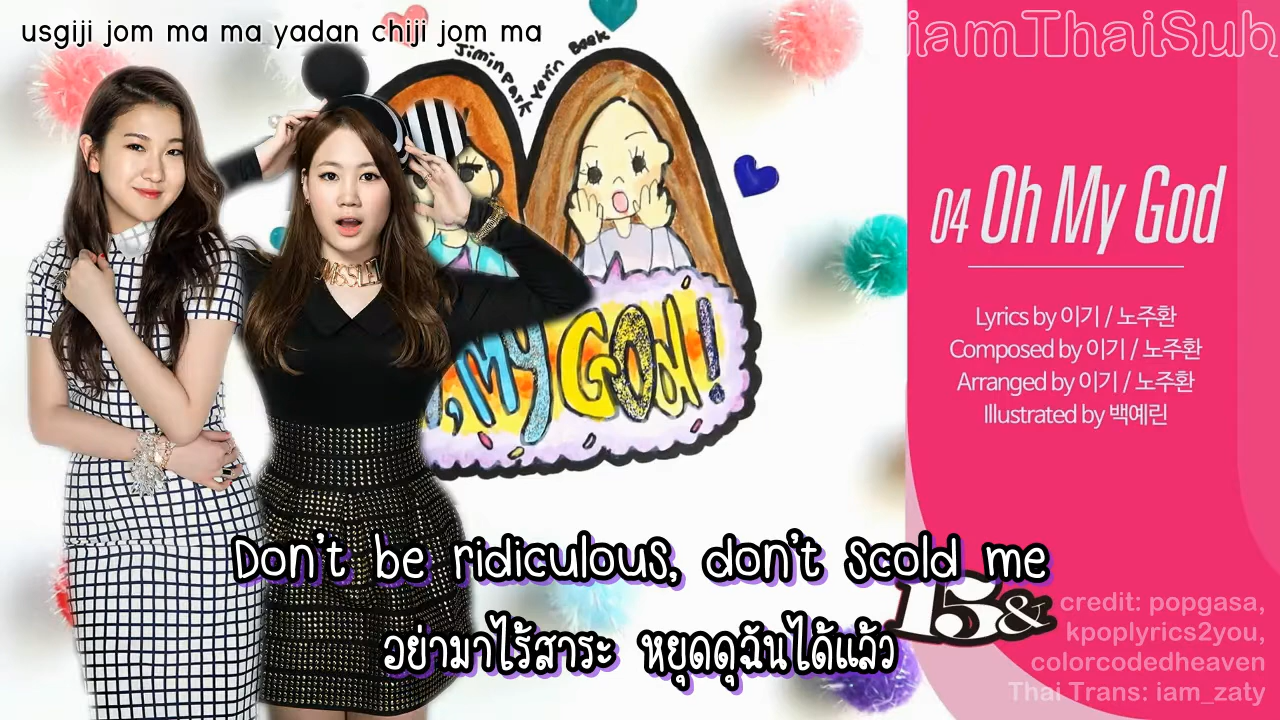 usgiji jom ma ma yadan chiji jom ma
iamThaiSub
Jimin Park
Yerin Baek
MY GOD!
04 Oh My God
Lyrics by 이기 / 노주환
Composed by 이기 / 노주환
Arranged by 이기 / 노주환
Illustrated by 백예린
Don't be ridiculous, don't scold me
อย่ามาไร้สาระ หยุดดุฉันได้แล้ว
15&
credit: popgasa,
kpoplyrics2you,
colorcodedheaven
Thai Trans: iam_zaty